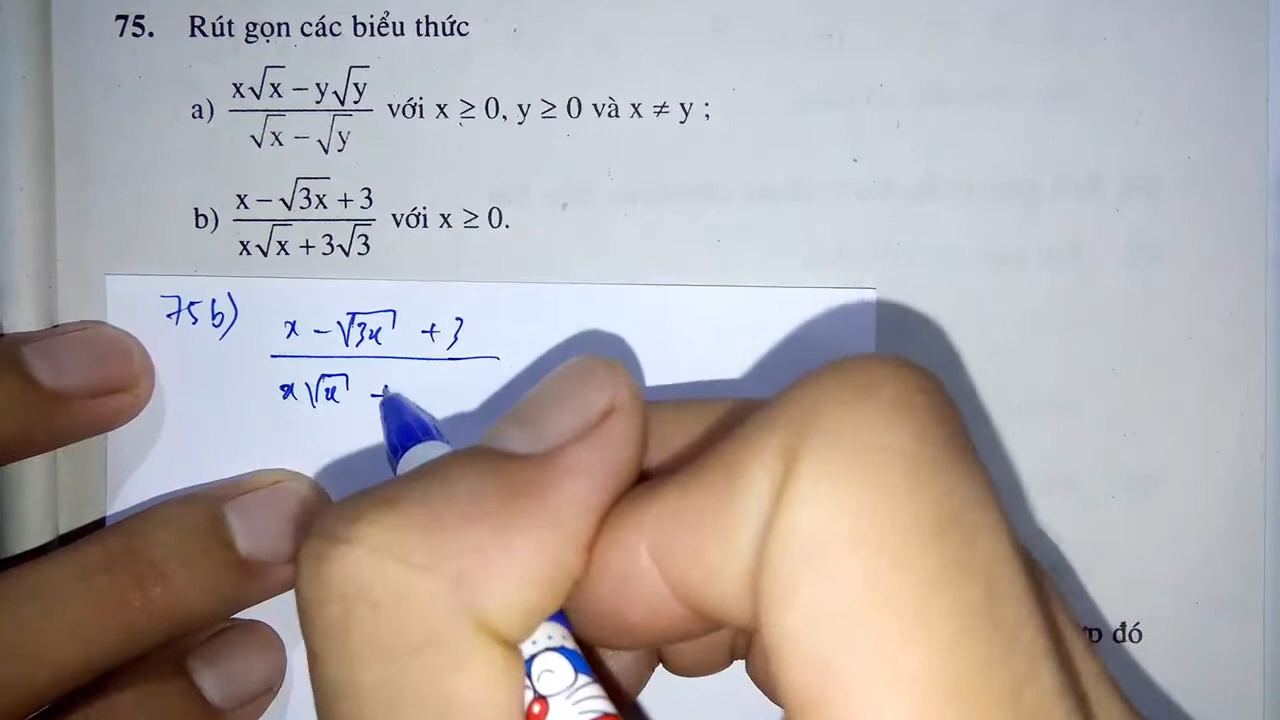 75. Rút gọn các biểu thức
a) x√x − y√y / √x − √y với x ≥ 0, y ≥ 0 và x ≠ y ;
b) x − √3x + 3 / x√x + 3√3 với x ≥ 0.
75b) x − √3x + 3
x√x +
đó